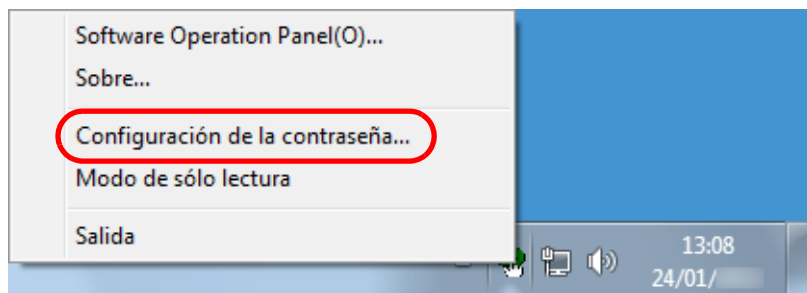 Software Operation Panel(O)...
Sobre...
Configuración de la contraseña...
Modo de sólo lectura
Salida
13:08
24/01/